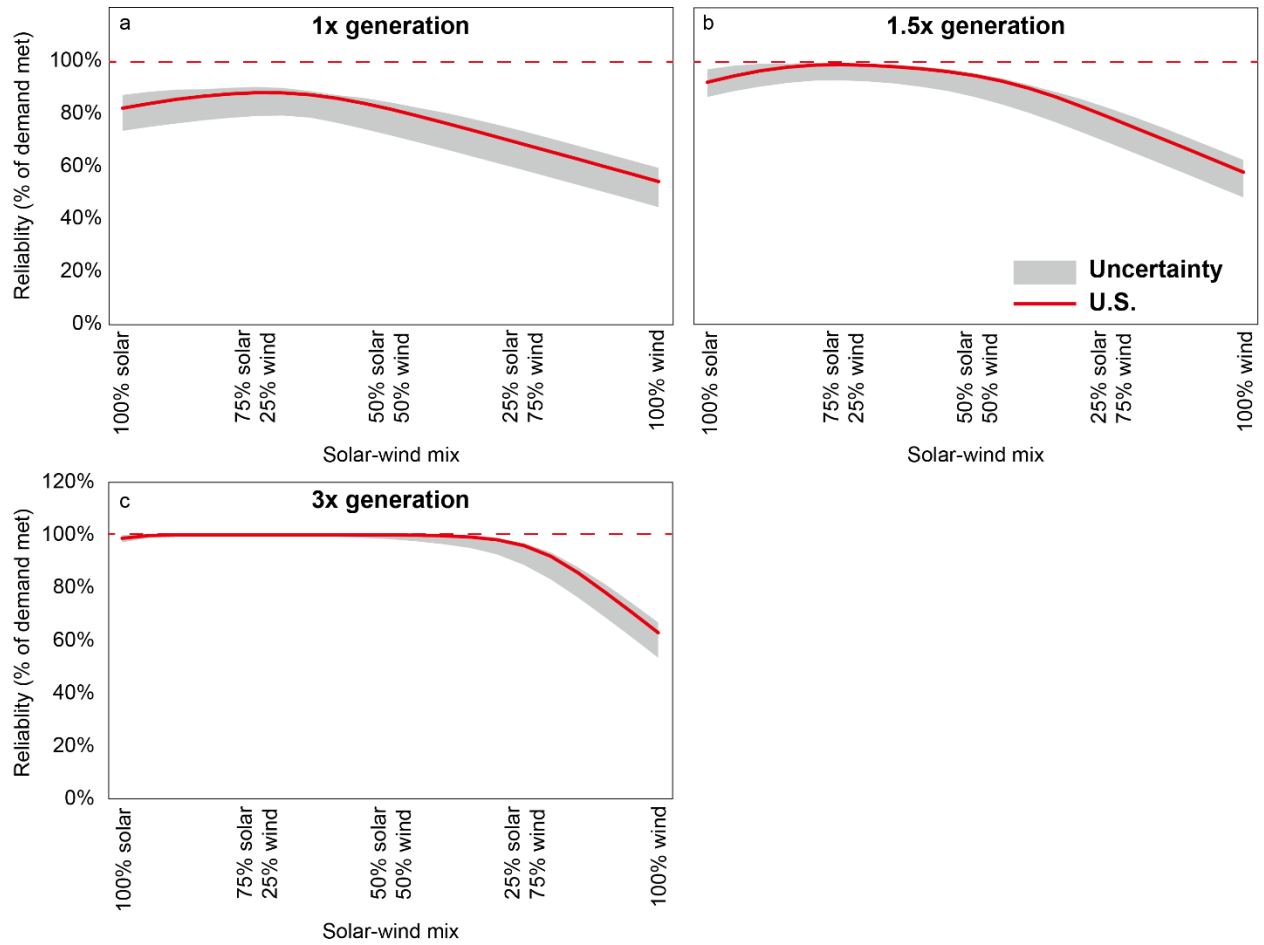 a
1x generation
100%
80%
60%
40%
20%
0%
Reliablity (% of demand met)
100% solar
75% solar
25% wind
50% solar
50% wind
25% solar
75% wind
100% wind
Solar-wind mix
b
1.5x generation
Uncertainty
U.S.
100% solar
75% solar
25% wind
50% solar
50% wind
25% solar
75% wind
100% wind
Solar-wind mix
c
3x generation
120%
100%
80%
60%
40%
20%
0%
Reliablity (% of demand met)
100% solar
75% solar
25% wind
50% solar
50% wind
25% solar
75% wind
100% wind
Solar-wind mix